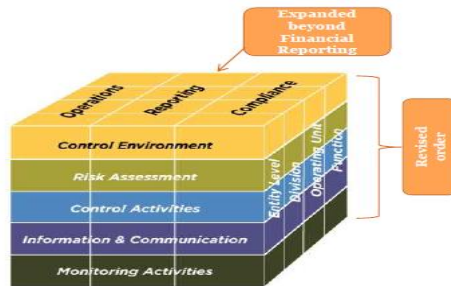 Expanded
beyond
Financial
Reporting
Operations
Reporting
Compliance
Control Environment
Risk Assessment
Control Activities
Information & Communication
Monitoring Activities
Entity Level
Division
Operating Unit
Function
Revised
order